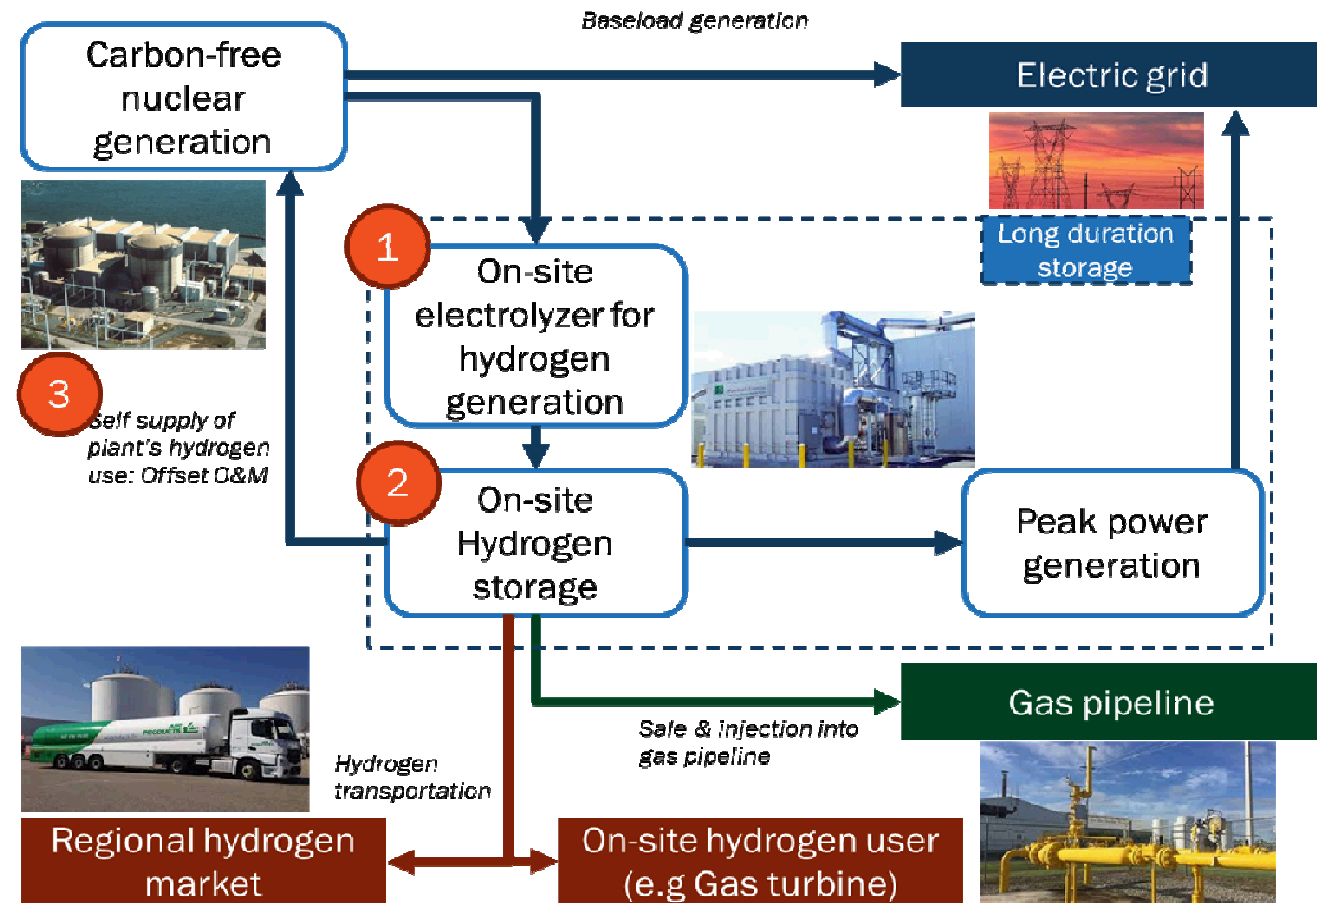 Baseload generation
Carbon-free
nuclear
generation
Electric grid
1
Long duration
storage
On-site
electrolyzer for
hydrogen
generation
3
Self supply of
plant's hydrogen
use: Offset O&M
2
On-site
Hydrogen
storage
Peak power
generation
Gas pipeline
Sale & injection into
gas pipeline
PRODUCTS
Hydrogen
transportation
Regional hydrogen
market
On-site hydrogen user
(e.g Gas turbine)